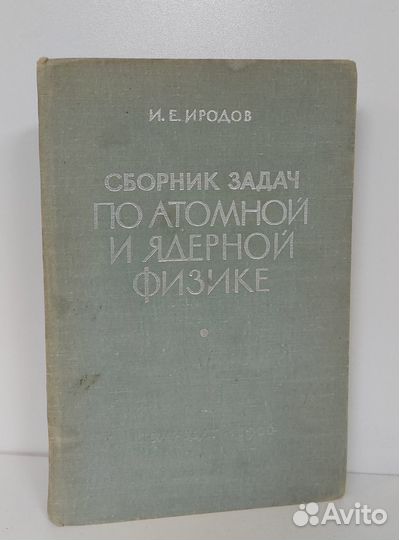 И. Е. ИРОДОВ
СБОРНИК ЗАДАЧ
ПО АТОМНОЙ
И ЯДЕРНОЙ
ФИЗИКЕ
Avito